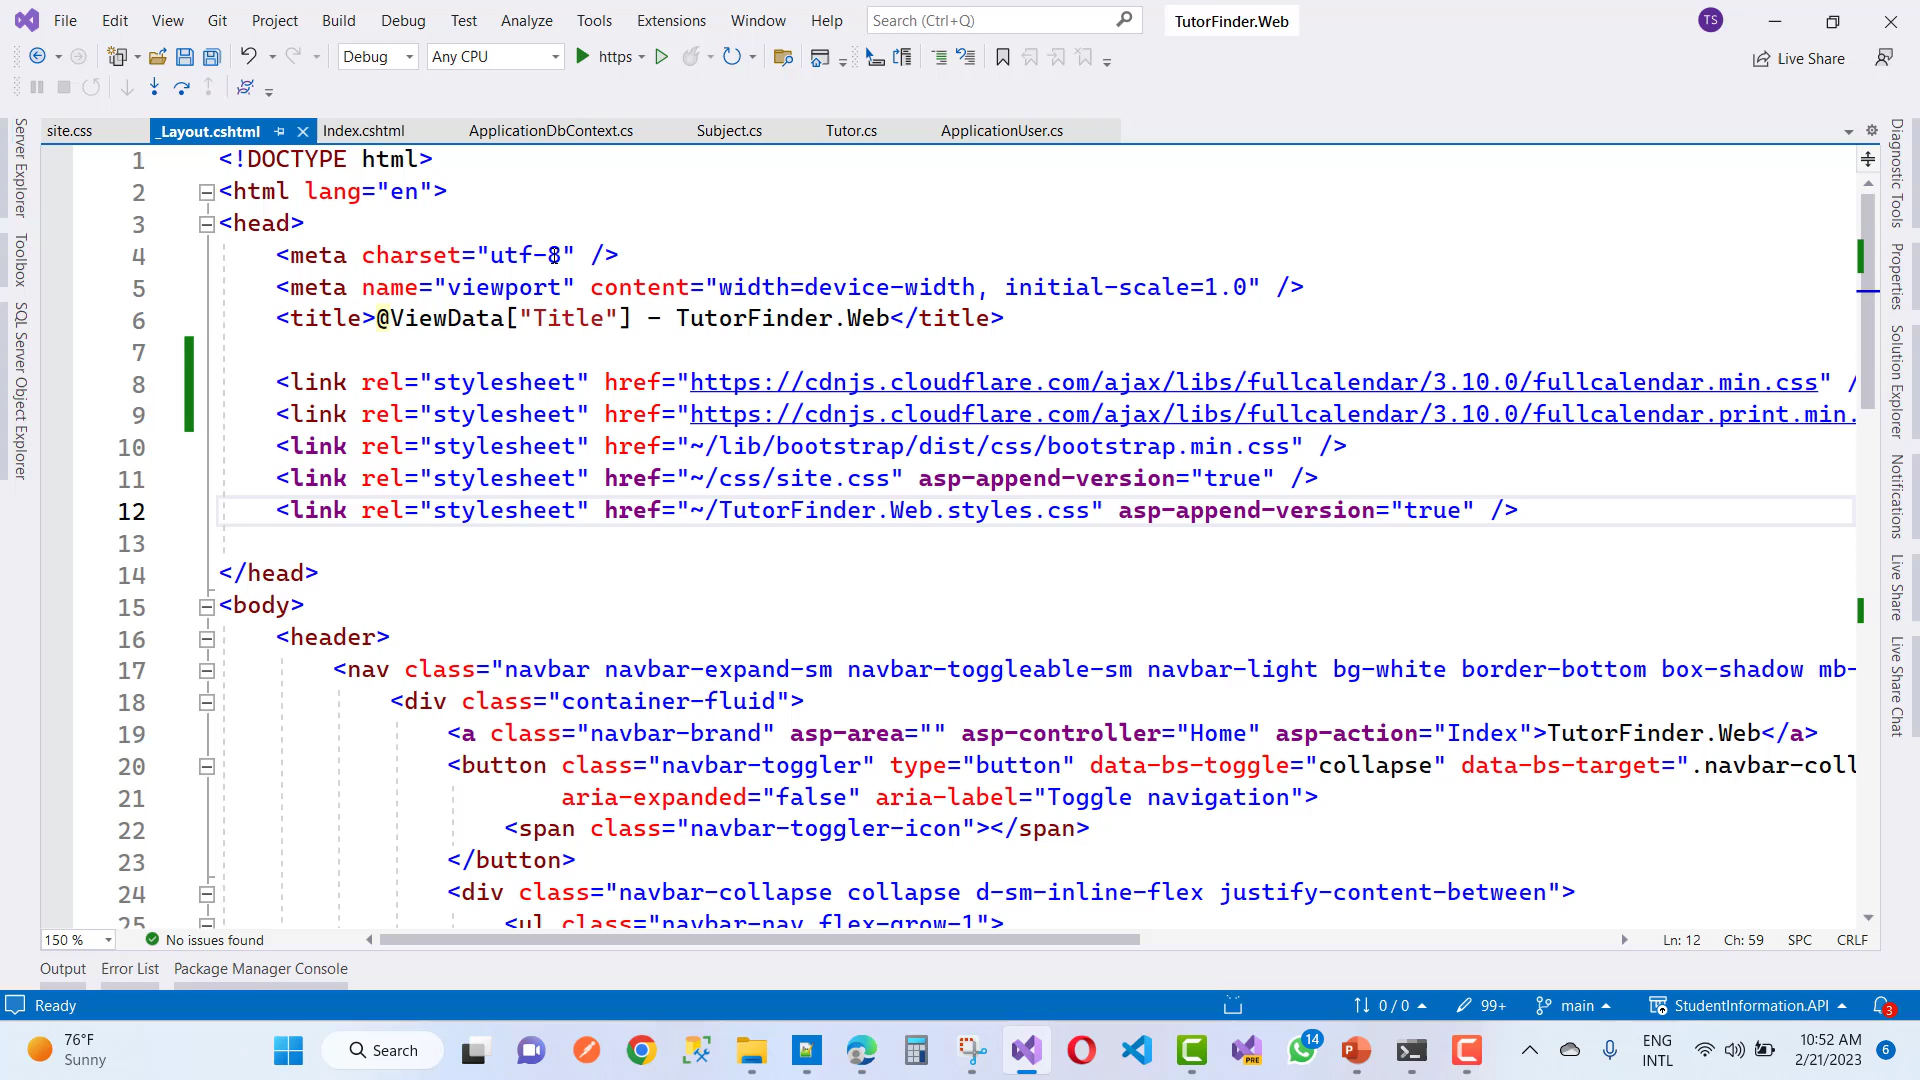 File Edit View Git Project Build Debug Test Analyze Tools Extensions Window Help Search (Ctrl+Q) TutorFinder.Web TS
Debug Any CPU https Live Share
site.css _Layout.cshtml Index.cshtml ApplicationDbContext.cs Subject.cs Tutor.cs ApplicationUser.cs
Server Explorer
Toolbox
SQL Server Object Explorer
1 <!DOCTYPE html>
2 <html lang="en">
3 <head>
4 <meta charset="utf-8" />
5 <meta name="viewport" content="width=device-width, initial-scale=1.0" />
6 <title>@ViewData["Title"] - TutorFinder.Web</title>
7
8 <link rel="stylesheet" href="https://cdnjs.cloudflare.com/ajax/libs/fullcalendar/3.10.0/fullcalendar.min.css" /
9 <link rel="stylesheet" href="https://cdnjs.cloudflare.com/ajax/libs/fullcalendar/3.10.0/fullcalendar.print.min.
10 <link rel="stylesheet" href="~/lib/bootstrap/dist/css/bootstrap.min.css" />
11 <link rel="stylesheet" href="~/css/site.css" asp-append-version="true" />
12 <link rel="stylesheet" href="~/TutorFinder.Web.styles.css" asp-append-version="true" />
13
14 </head>
15 <body>
16 <header>
17 <nav class="navbar navbar-expand-sm navbar-toggleable-sm navbar-light bg-white border-bottom box-shadow mb-
18 <div class="container-fluid">
19 <a class="navbar-brand" asp-area="" asp-controller="Home" asp-action="Index">TutorFinder.Web</a>
20 <button class="navbar-toggler" type="button" data-bs-toggle="collapse" data-bs-target=".navbar-coll
21 aria-expanded="false" aria-label="Toggle navigation">
22 <span class="navbar-toggler-icon"></span>
23 </button>
24 <div class="navbar-collapse collapse d-sm-inline-flex justify-content-between">
25 <ul class="navbar-nav flex-grow-1">
Diagnostic Tools
Properties
Solution Explorer
Notifications
Live Share
Live Share Chat
150 % No issues found Ln: 12 Ch: 59 SPC CRLF
Output Error List Package Manager Console
Ready 0 / 0 99+ main StudentInformation.API 3
76°F
Sunny
Search PRE 14
ENG
INTL
10:52 AM
2/21/2023
6